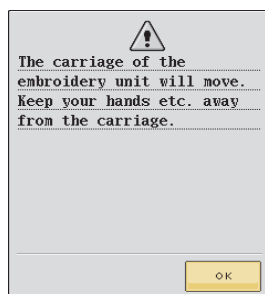 The carriage of the
embroidery unit will move.
Keep your hands etc. away
from the carriage.
OK